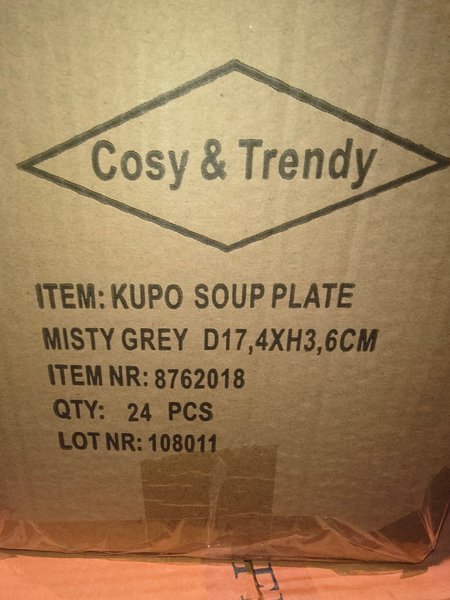 Cosy & Trendy
ITEM: KUPO SOUP PLATE
MISTY GREY D17,4XH3,6CM
ITEM NR: 8762018
QTY: 24 PCS
LOT NR: 108011